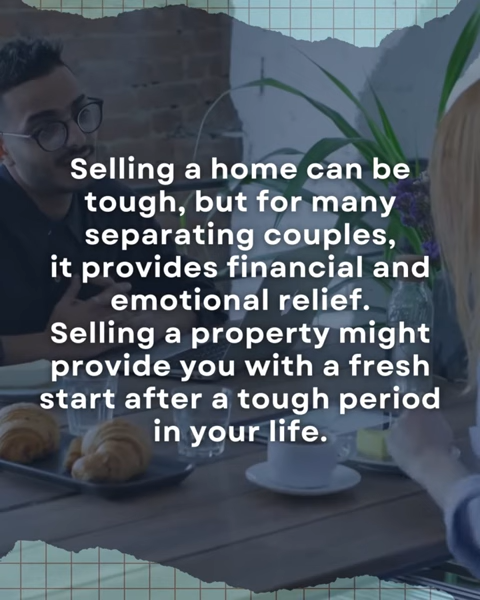 Selling a home can be
tough, but for many
separating couples,
it provides financial and
emotional relief.
Selling a property might
provide you with a fresh
start after a tough period
in your life.